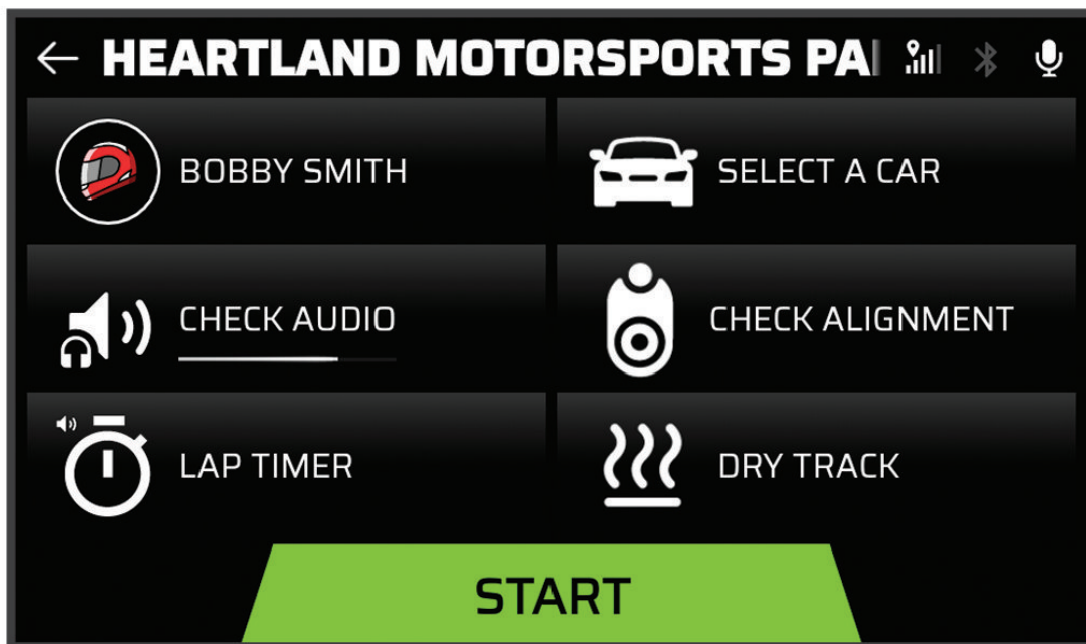 HEARTLAND MOTORSPORTS PA
BOBBY SMITH
SELECT A CAR
CHECK AUDIO
CHECK ALIGNMENT
LAP TIMER
DRY TRACK
START